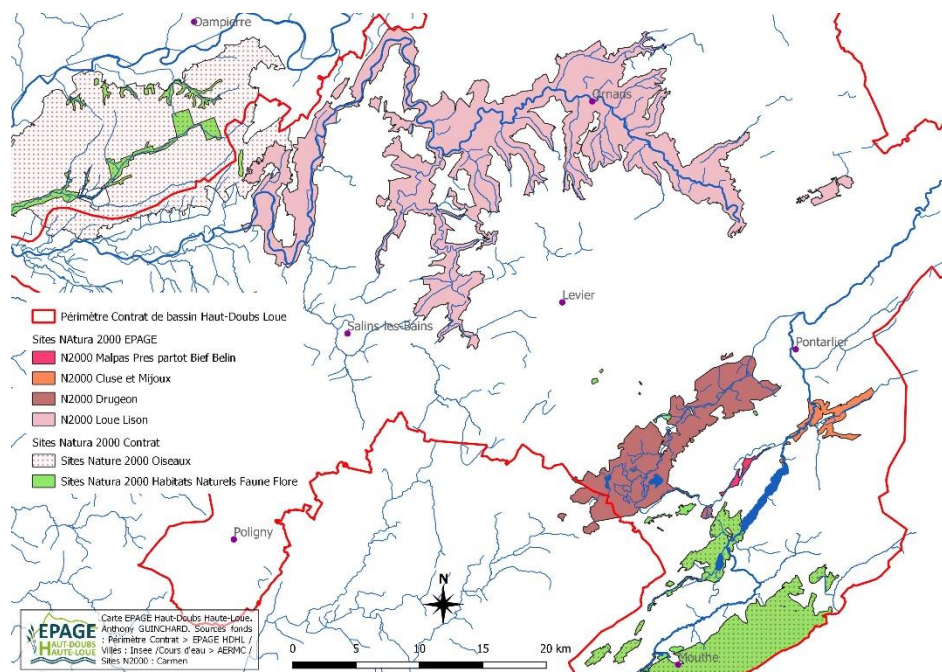 Dampierre
Ornans
Levier
Salins-les-Bains
Pontarlier
Périmètre Contrat de bassin Haut-Doubs Loue
Sites NAtura 2000 EPAGE
N2000 Malpas Pres partot Bief Belin
N2000 Cluse et Mijoux
N2000 Drugeon
N2000 Loue Lison
Sites Natura 2000 Contrat
Sites Nature 2000 Oiseaux
Sites Natura 2000 Habitats Naturels Faune Flore
Poligny
N
Mouthe
EPAGE
HAUT-DOUBS
HAUTE-LOUE
Carte EPAGE Haut-Doubs Haute-Loue.
Anthony GUINCHARD. Sources fonds
: Périmètre Contrat > EPAGE HDHL /
Villes : Insee /Cours d'eau > AERMC /
Sites N2000 : Carmen
0 10 20 km